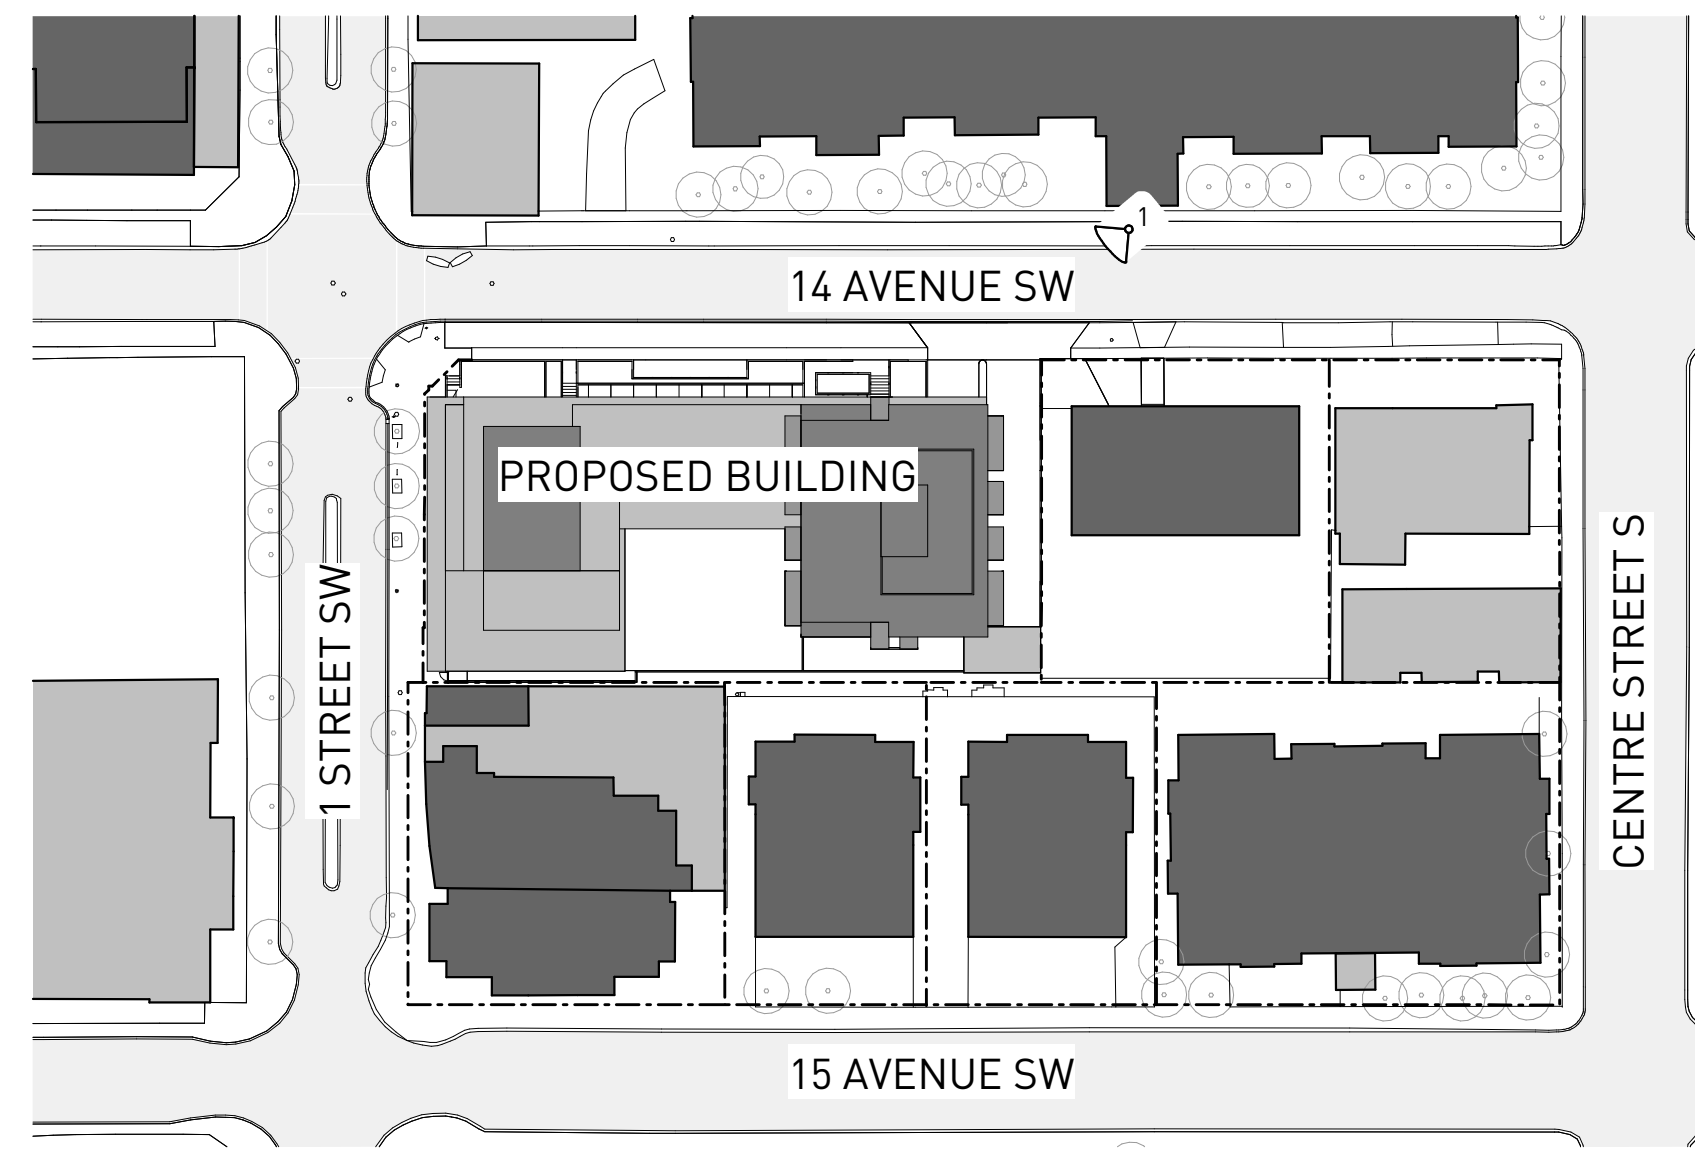 1
14 AVENUE SW
PROPOSED BUILDING
1 STREET SW
CENTRE STREET S
15 AVENUE SW